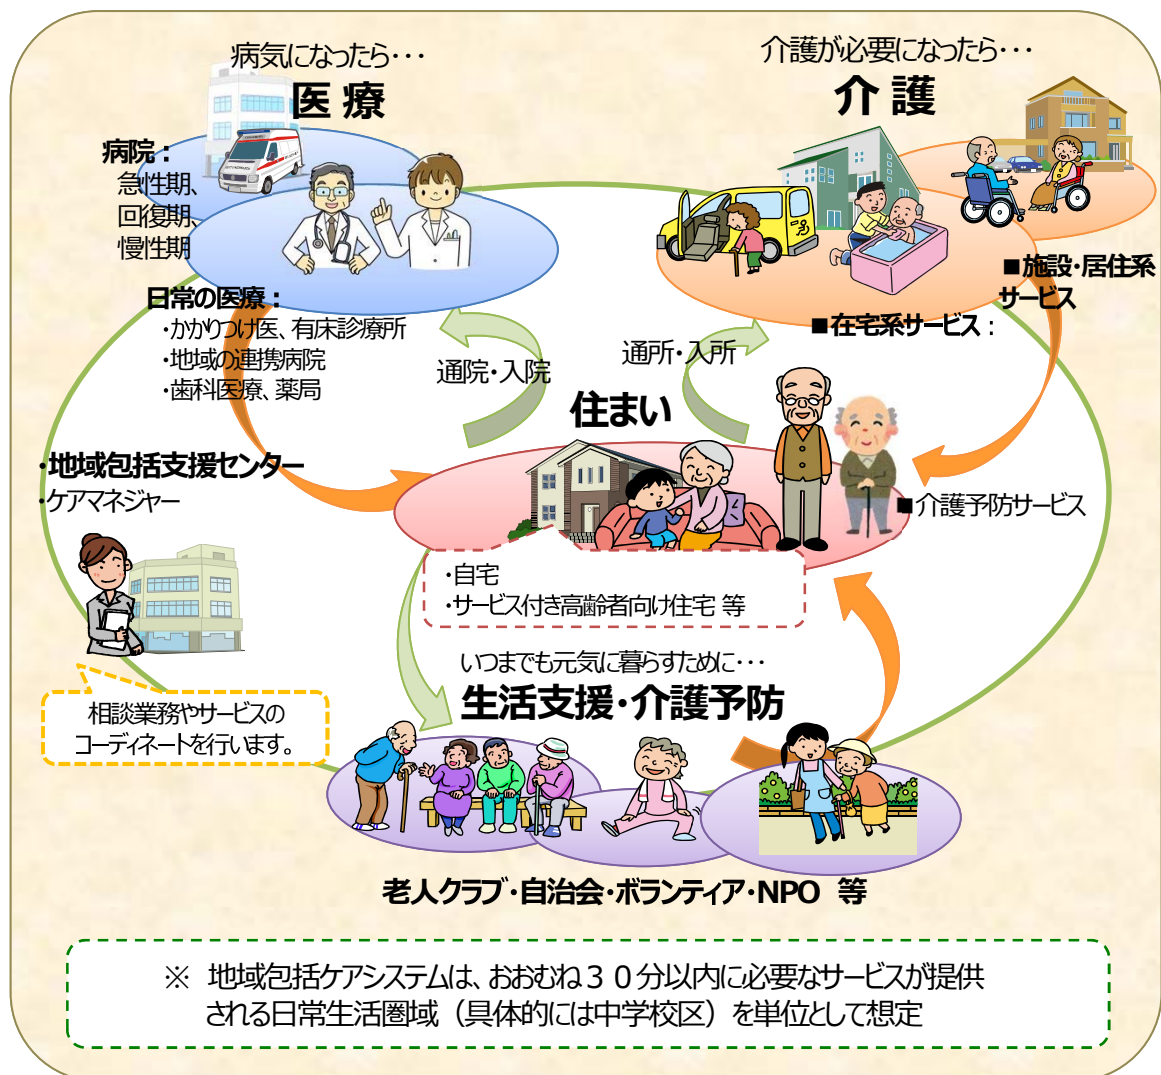 病気になったら・・・
医 療
病院：
急性期、
回復期、
慢性期
日常の医療：
・かかりつけ医、有床診療所
・地域の連携病院
・歯科医療、薬局
介護が必要になったら・・・
介 護
■施設・居住系
サービス
■在宅系サービス：
通院・入院
通所・入所
住まい
■介護予防サービス
・地域包括支援センター
・ケアマネジャー
・自宅
・サービス付き高齢者向け住宅 等
相談業務やサービスの
コーディネートを行います。
いつまでも元気に暮らすために・・・
生活支援・介護予防
老人クラブ・自治会・ボランティア・NPO 等
※ 地域包括ケアシステムは、おおむね３０分以内に必要なサービスが提供
される日常生活圏域（具体的には中学校区）を単位として想定